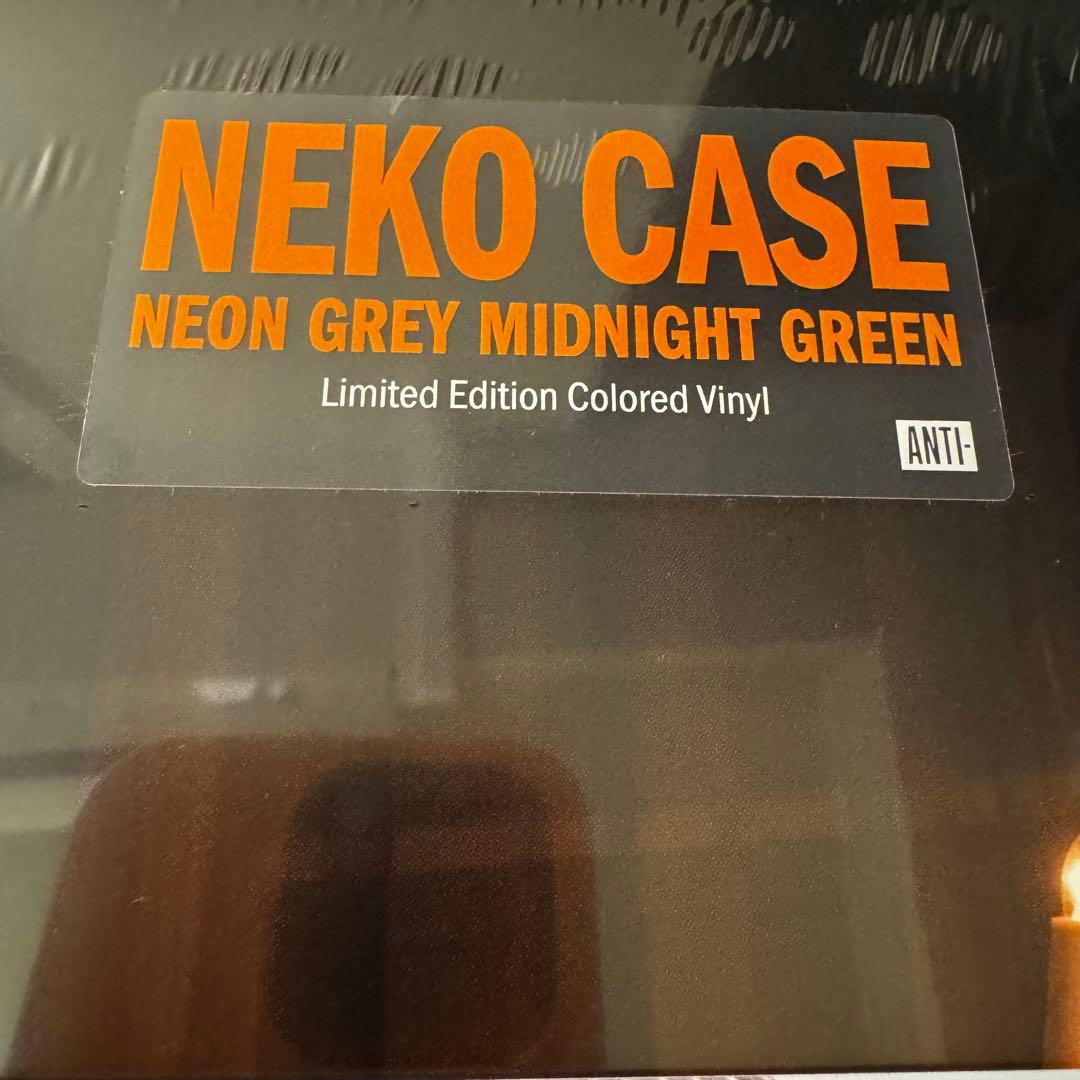 NEKO CASE
NEON GREY MIDNIGHT GREEN
Limited Edition Colored Vinyl
ANTI-